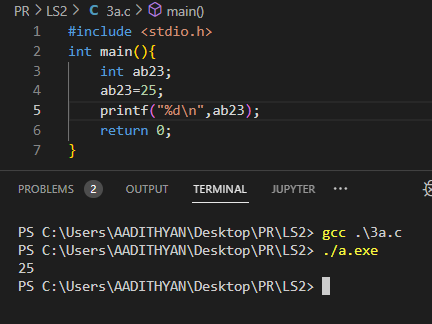 PR > LS2 > C 3a.c > main()
1 #include <stdio.h>
2 int main(){
3     int ab23;
4     ab23=25;
5     printf("%d\n",ab23);
6     return 0;
7 }
PROBLEMS 2 OUTPUT TERMINAL JUPYTER ···
PS C:\Users\AADITHYAN\Desktop\PR\LS2> gcc .\3a.c
PS C:\Users\AADITHYAN\Desktop\PR\LS2> ./a.exe
25
PS C:\Users\AADITHYAN\Desktop\PR\LS2>